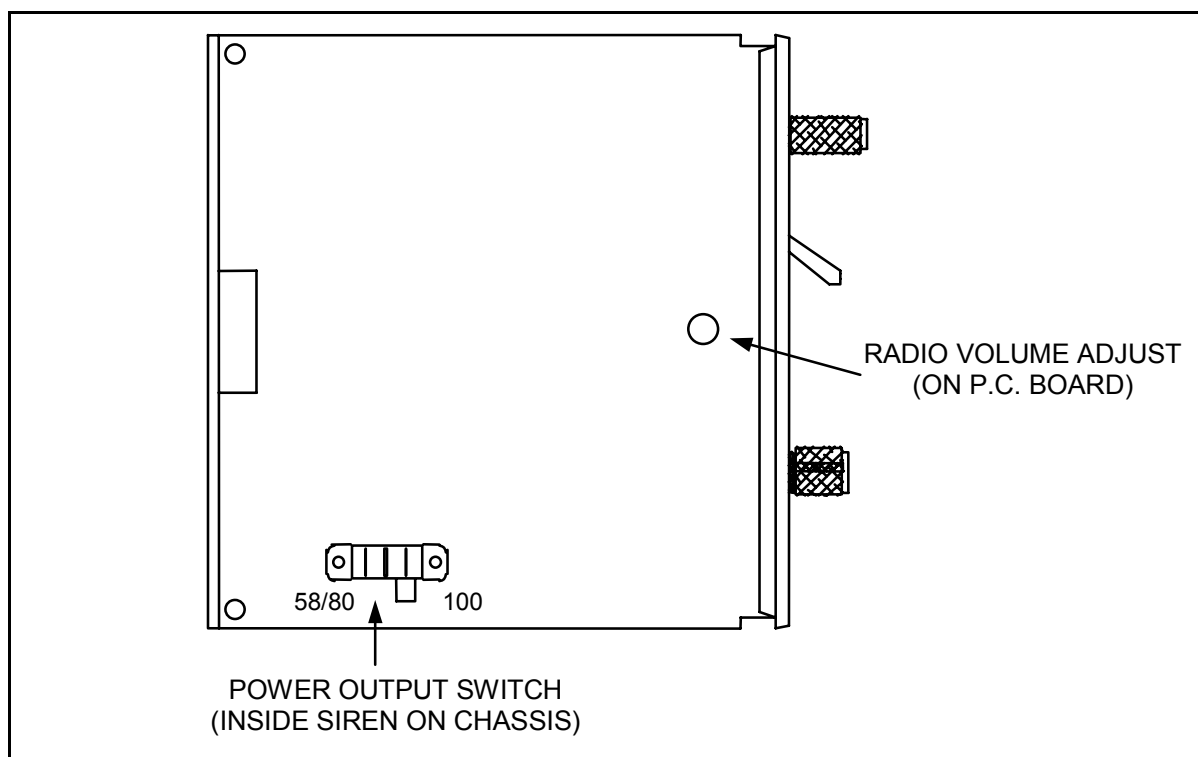 RADIO VOLUME ADJUST
(ON P.C. BOARD)
58/80 100
POWER OUTPUT SWITCH
(INSIDE SIREN ON CHASSIS)